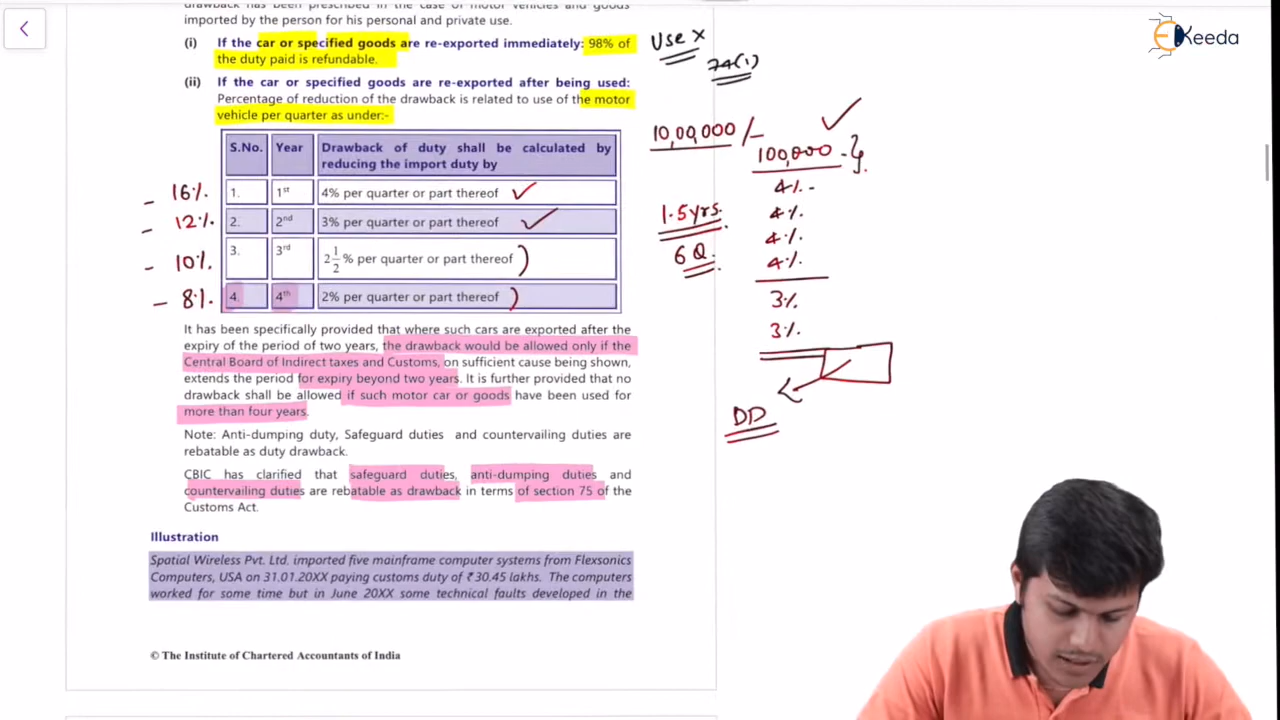 drawback has been prescribed in the case of motor vehicles and goods
imported by the person for his personal and private use.
(i) If the car or specified goods are re-exported immediately: 98% of
the duty paid is refundable.
(ii) If the car or specified goods are re-exported after being used:
Percentage of reduction of the drawback is related to use of the motor
vehicle per quarter as under:-
S.No. Year Drawback of duty shall be calculated by
reducing the import duty by
1. 1st 4% per quarter or part thereof
2. 2nd 3% per quarter or part thereof
3. 3rd 2 1/2 % per quarter or part thereof
4. 4th 2% per quarter or part thereof
- 16%.
- 12%.
- 10%.
- 8%.
It has been specifically provided that where such cars are exported after the
expiry of the period of two years, the drawback would be allowed only if the
Central Board of Indirect taxes and Customs, on sufficient cause being shown,
extends the period for expiry beyond two years. It is further provided that no
drawback shall be allowed if such motor car or goods have been used for
more than four years.
Note: Anti-dumping duty, Safeguard duties and countervailing duties are
rebatable as duty drawback.
CBIC has clarified that safeguard duties, anti-dumping duties and
countervailing duties are rebatable as drawback in terms of section 75 of the
Customs Act.
Illustration
Spatial Wireless Pvt. Ltd. imported five mainframe computer systems from Flexsonics
Computers, USA on 31.01.20XX paying customs duty of ₹ 30.45 lakhs. The computers
worked for some time but in June 20XX some technical faults developed in the
© The Institute of Chartered Accountants of India
Use x
74(1)
10,00,000/-
1.5yrs.
6Q.
100,000
4%
4%
4%
4%
3%
3%
DD
Keeda